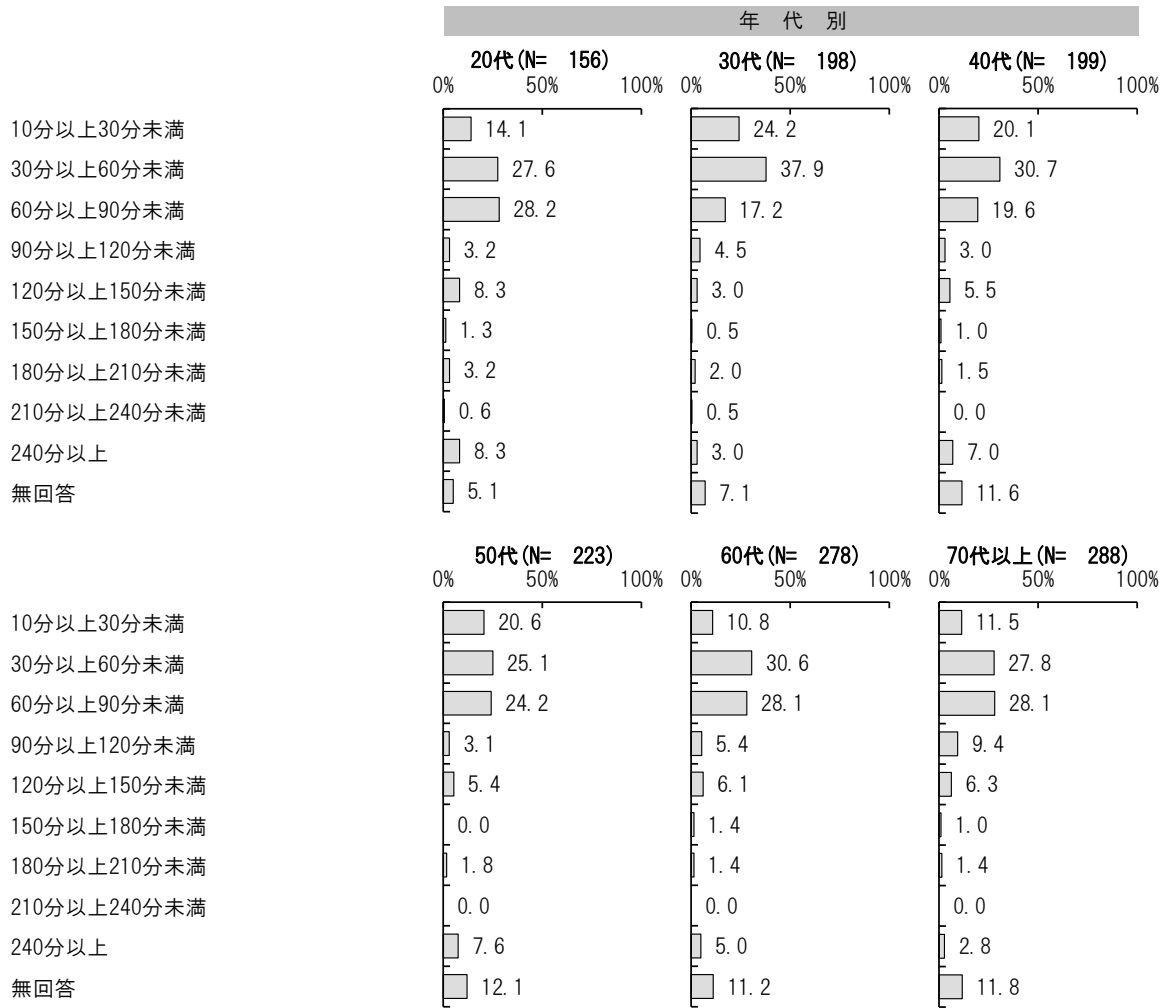 年 代 別
20代(N= 156) 30代(N= 198) 40代(N= 199)
0% 50% 100% 0% 50% 100% 0% 50% 100%
10分以上30分未満 14.1 24.2 20.1
30分以上60分未満 27.6 37.9 30.7
60分以上90分未満 28.2 17.2 19.6
90分以上120分未満 3.2 4.5 3.0
120分以上150分未満 8.3 3.0 5.5
150分以上180分未満 1.3 0.5 1.0
180分以上210分未満 3.2 2.0 1.5
210分以上240分未満 0.6 0.5 0.0
240分以上 8.3 3.0 7.0
無回答 5.1 7.1 11.6
50代(N= 223) 60代(N= 278) 70代以上(N= 288)
0% 50% 100% 0% 50% 100% 0% 50% 100%
10分以上30分未満 20.6 10.8 11.5
30分以上60分未満 25.1 30.6 27.8
60分以上90分未満 24.2 28.1 28.1
90分以上120分未満 3.1 5.4 9.4
120分以上150分未満 5.4 6.1 6.3
150分以上180分未満 0.0 1.4 1.0
180分以上210分未満 1.8 1.4 1.4
210分以上240分未満 0.0 0.0 0.0
240分以上 7.6 5.0 2.8
無回答 12.1 11.2 11.8